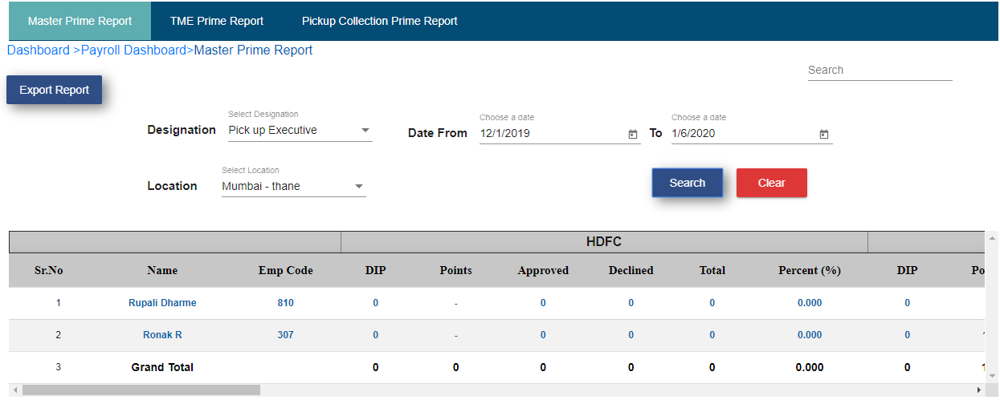 Master Prime Report TME Prime Report Pickup Collection Prime Report
Dashboard >Payroll Dashboard>Master Prime Report
Search
Export Report
Select Designation Choose a date Choose a date
Designation Pick up Executive Date From 12/1/2019 To 1/6/2020
Select Location
Location Mumbai - thane Search Clear
HDFC
Sr.No Name Emp Code DIP Points Approved Declined Total Percent (%) DIP
1 Rupali Dharme 810 0 - 0 0 0 0.000 0
2 Ronak R 307 0 - 0 0 0 0.000 0
3 Grand Total 0 0 0 0 0 0.000 0